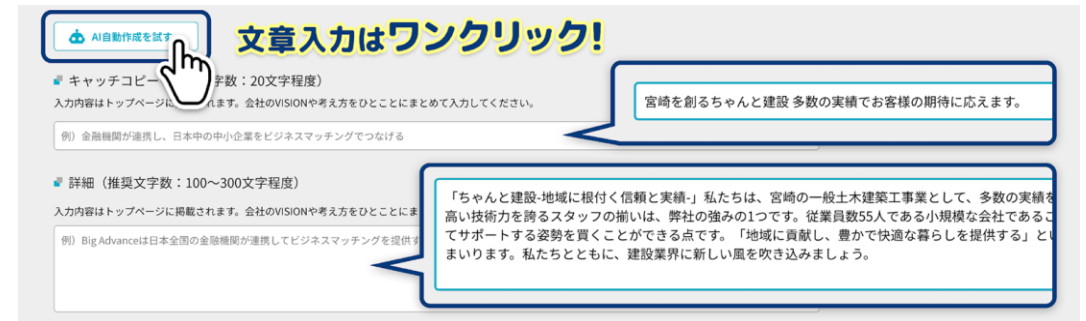 AI自動作成を試す
文章入力はワンクリック!
キャッチコピー 字数：20文字程度）
入力内容はトップページに れます。会社のVISIONや考え方をひとことにまとめて入力してください。
宮崎を創るちゃんと建設 多数の実績でお客様の期待に応えます。
例）金融機関が連携し、日本中の中小企業をビジネスマッチングでつなげる
詳細（推奨文字数：100〜300文字程度）
入力内容はトップページに掲載されます。会社のVISIONや考え方をひとことにま
例）Big Advanceは日本全国の金融機関が連携してビジネスマッチングを提供す
「ちゃんと建設-地域に根付く信頼と実績-」私たちは、宮崎の一般土木建築工事業として、多数の実績を
高い技術力を誇るスタッフの揃いは、弊社の強みの1つです。従業員数55人である小規模な会社であるこ
てサポートする姿勢を買くことができる点です。「地域に貢献し、豊かで快適な暮らしを提供する」とい
まいります。私たちとともに、建設業界に新しい風を吹き込みましょう。